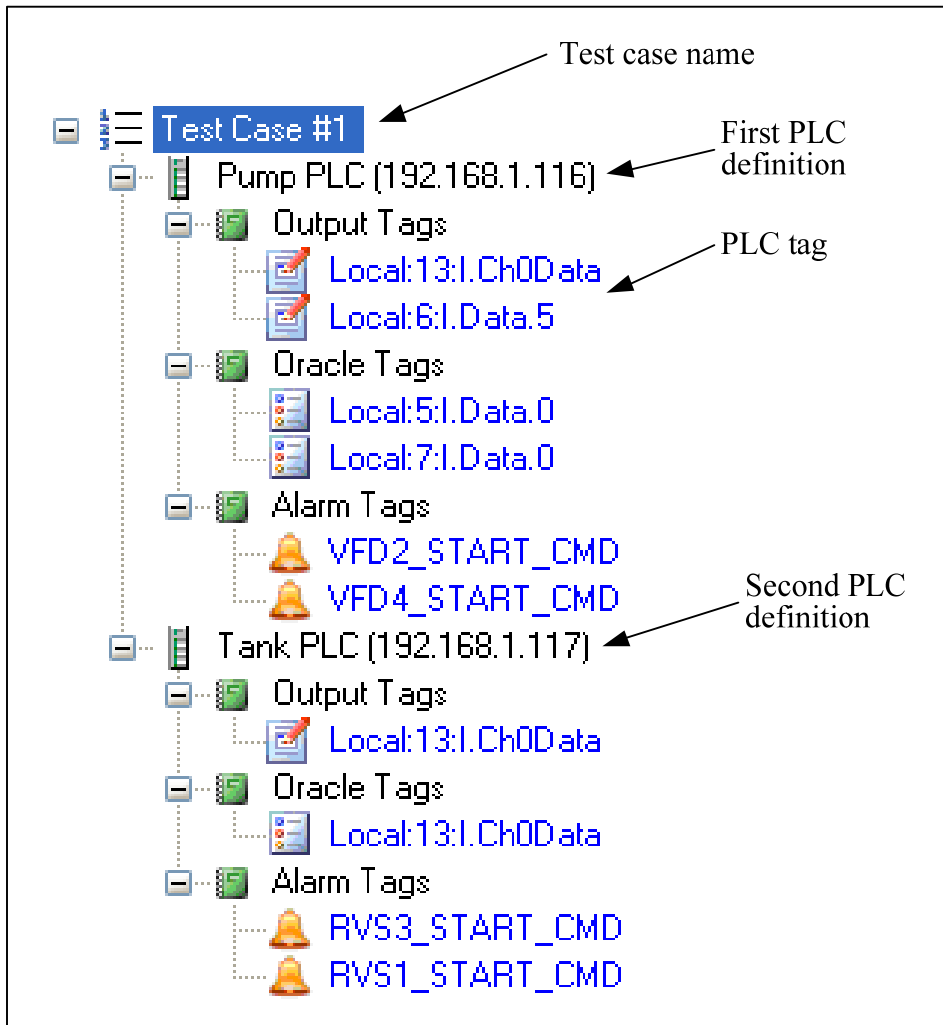 Test case name
Test Case #1
First PLC
definition
Pump PLC (192.168.1.116)
Output Tags
PLC tag
Local:13:I.Ch0Data
Local:6:I.Data.5
Oracle Tags
Local:5:I.Data.0
Local:7:I.Data.0
Alarm Tags
VFD2_START_CMD
VFD4_START_CMD
Second PLC
definition
Tank PLC (192.168.1.117)
Output Tags
Local:13:I.Ch0Data
Oracle Tags
Local:13:I.Ch0Data
Alarm Tags
RVS3_START_CMD
RVS1_START_CMD